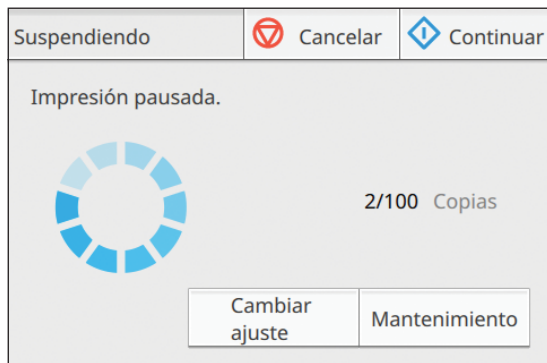 Suspendiendo
Cancelar
Continuar
Impresión pausada.
2/100 Copias
Cambiar
ajuste
Mantenimiento